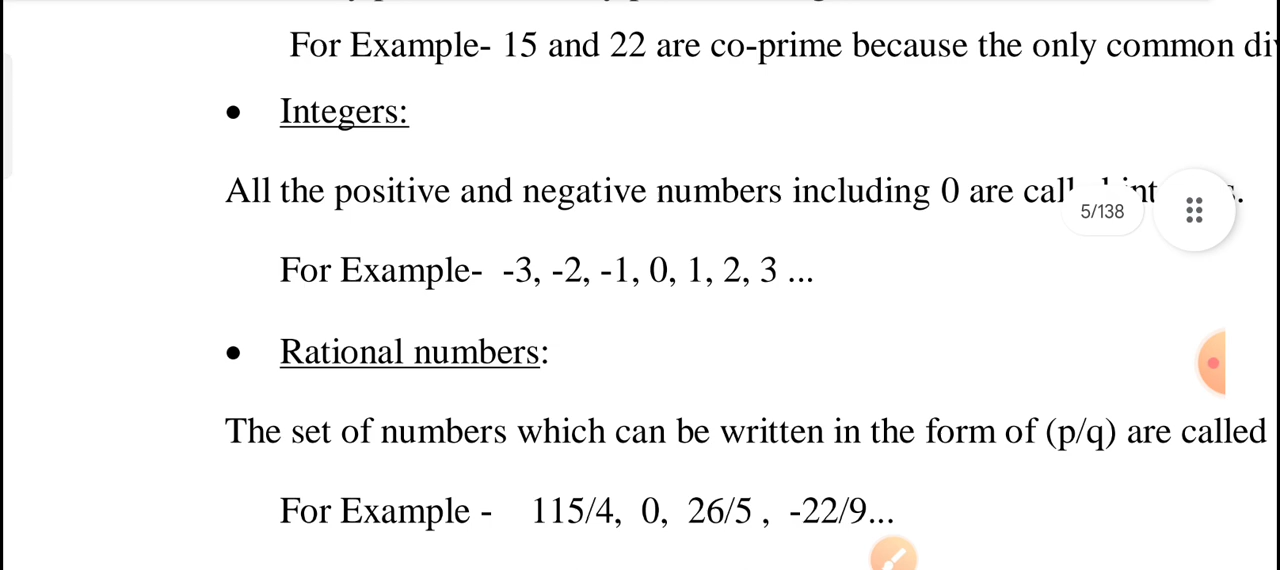 For Example- 15 and 22 are co-prime because the only common
• Integers:
All the positive and negative numbers including 0 are
5/138
For Example- -3, -2, -1, 0, 1, 2, 3 ...
• Rational numbers:
The set of numbers which can be written in the form of (p/q) are called
For Example - 115/4, 0, 26/5 , -22/9...